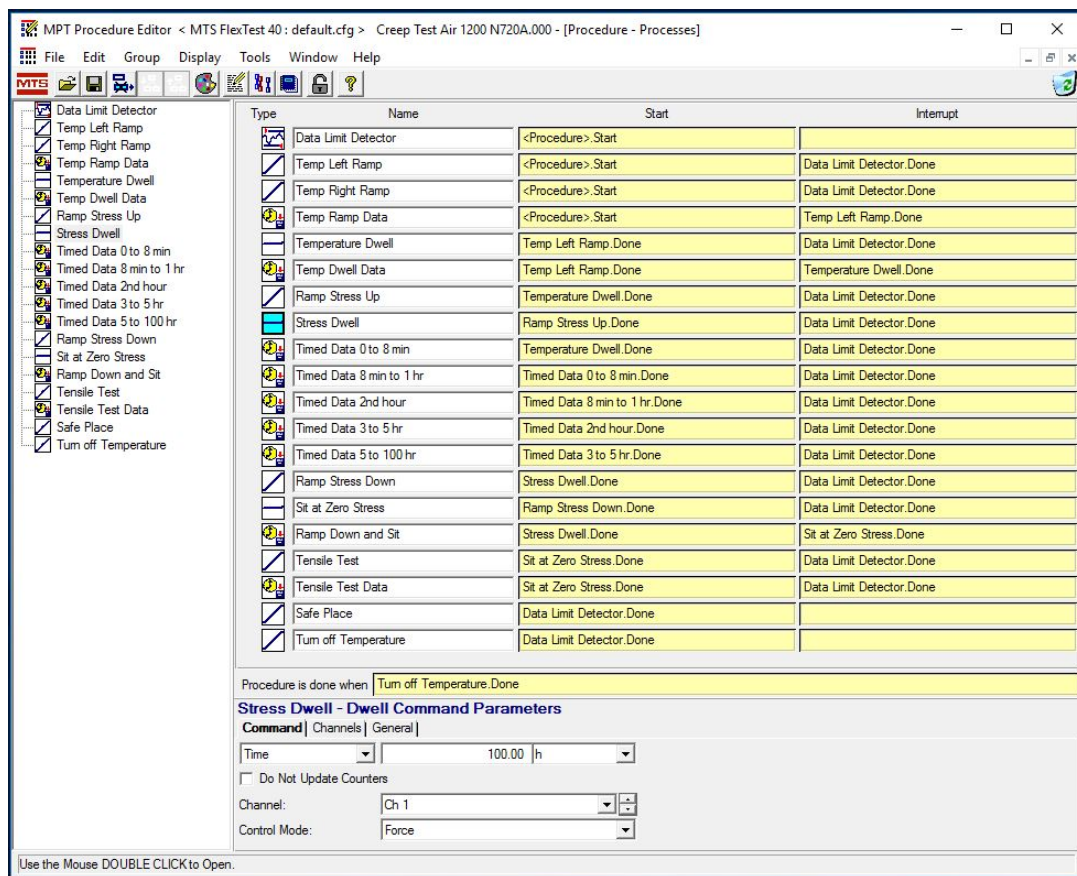 MPT Procedure Editor < MTS FlexTest 40 : default.cfg > Creep Test Air 1200 N720A.000 - [Procedure - Processes]
File Edit Group Display Tools Window Help
MTS
Data Limit Detector
Temp Left Ramp
Temp Right Ramp
Temp Ramp Data
Temperature Dwell
Temp Dwell Data
Ramp Stress Up
Stress Dwell
Timed Data 0 to 8 min
Timed Data 8 min to 1 hr
Timed Data 2nd hour
Timed Data 3 to 5 hr
Timed Data 5 to 100 hr
Ramp Stress Down
Sit at Zero Stress
Ramp Down and Sit
Tensile Test
Tensile Test Data
Safe Place
Turn off Temperature
Type Name Start Interrupt
Data Limit Detector <Procedure>.Start
Temp Left Ramp <Procedure>.Start Data Limit Detector.Done
Temp Right Ramp <Procedure>.Start Data Limit Detector.Done
Temp Ramp Data <Procedure>.Start Temp Left Ramp.Done
Temperature Dwell Temp Left Ramp.Done Data Limit Detector.Done
Temp Dwell Data Temp Left Ramp.Done Temperature Dwell.Done
Ramp Stress Up Temperature Dwell.Done Data Limit Detector.Done
Stress Dwell Ramp Stress Up.Done Data Limit Detector.Done
Timed Data 0 to 8 min Temperature Dwell.Done Data Limit Detector.Done
Timed Data 8 min to 1 hr Timed Data 0 to 8 min.Done Data Limit Detector.Done
Timed Data 2nd hour Timed Data 8 min to 1 hr.Done Data Limit Detector.Done
Timed Data 3 to 5 hr Timed Data 2nd hour.Done Data Limit Detector.Done
Timed Data 5 to 100 hr Timed Data 3 to 5 hr.Done Data Limit Detector.Done
Ramp Stress Down Stress Dwell.Done Data Limit Detector.Done
Sit at Zero Stress Ramp Stress Down.Done Data Limit Detector.Done
Ramp Down and Sit Stress Dwell.Done Sit at Zero Stress.Done
Tensile Test Sit at Zero Stress.Done Data Limit Detector.Done
Tensile Test Data Sit at Zero Stress.Done Data Limit Detector.Done
Safe Place Data Limit Detector.Done
Turn off Temperature Data Limit Detector.Done
Procedure is done when Turn off Temperature.Done
Stress Dwell - Dwell Command Parameters
Command Channels General
Time 100.00 h
Do Not Update Counters
Channel: Ch 1
Control Mode: Force
Use the Mouse DOUBLE CLICK to Open.